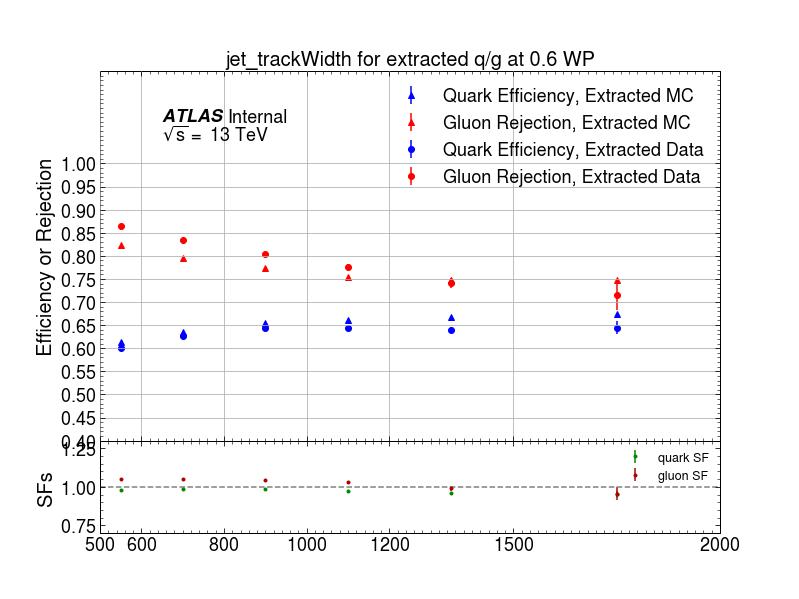 jet_trackWidth for extracted q/g at 0.6 WP
ATLAS Internal
√s = 13 TeV
Quark Efficiency, Extracted MC
Gluon Rejection, Extracted MC
Quark Efficiency, Extracted Data
Gluon Rejection, Extracted Data
Efficiency or Rejection
1.00
0.95
0.90
0.85
0.80
0.75
0.70
0.65
0.60
0.55
0.50
0.45
0.40
SFs
1.25
1.00
0.75
quark SF
gluon SF
500 600 800 1000 1200 1500 2000